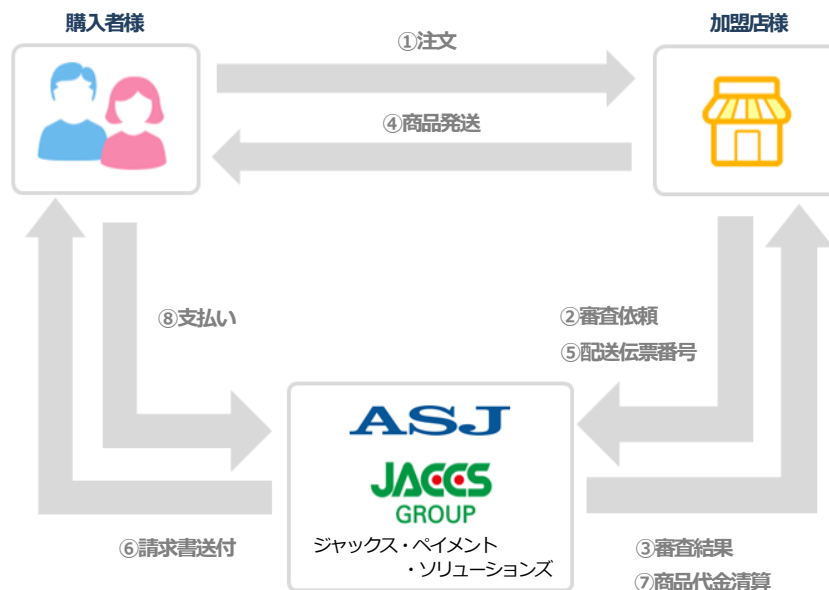 購入者様
加盟店様
①注文
④商品発送
⑧支払い
②審査依頼
⑤配送伝票番号
ASJ
JACCS
GROUP
ジャックス・ペイメント
・ソリューションズ
⑥請求書送付
③審査結果
⑦商品代金清算